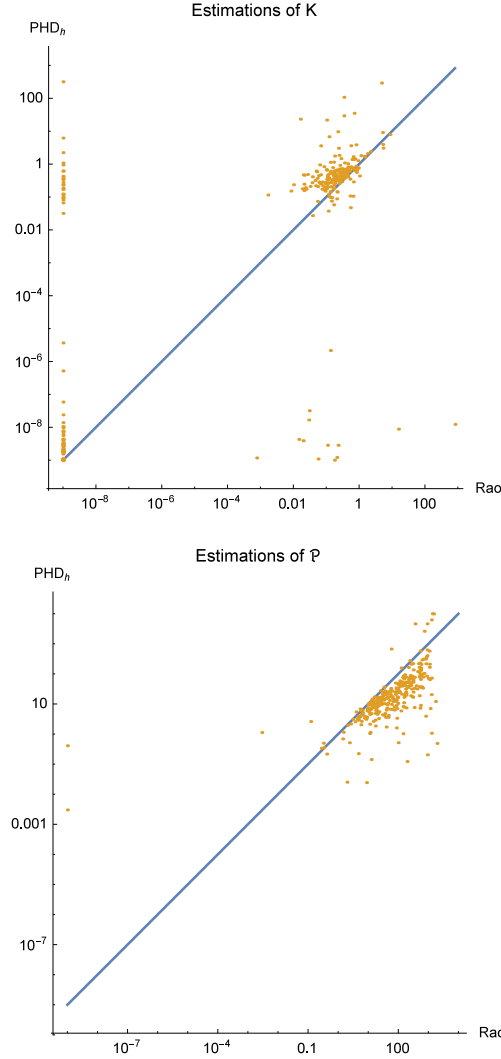 Estimations of K
PHDₕ
100
1
0.01
10⁻⁴
10⁻⁶
10⁻⁸
10⁻⁸ 10⁻⁶ 10⁻⁴ 0.01 1 100
Rao
Estimations of Ƥ
PHDₕ
10
0.001
10⁻⁷
10⁻⁷ 10⁻⁴ 0.1 100
Rao